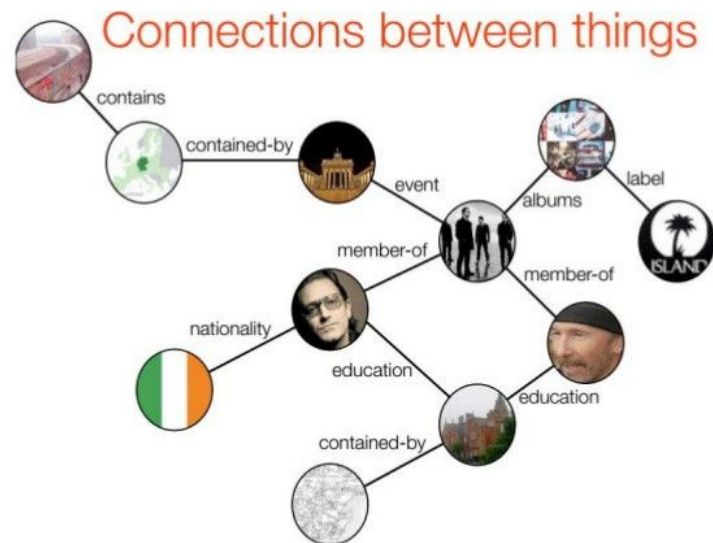 Connections between things
contains
contained-by
event
albums
label
ISLAND
member-of
member-of
nationality
education
education
contained-by